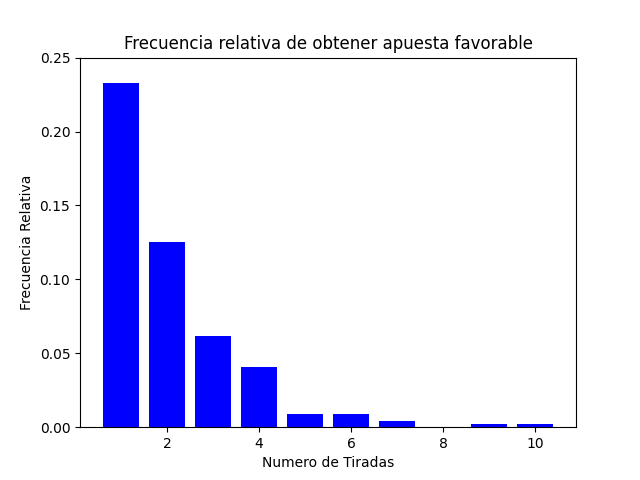 Frecuencia relativa de obtener apuesta favorable
0.25
0.20
0.15
0.10
0.05
0.00
Frecuencia Relativa
2 4 6 8 10
Numero de Tiradas